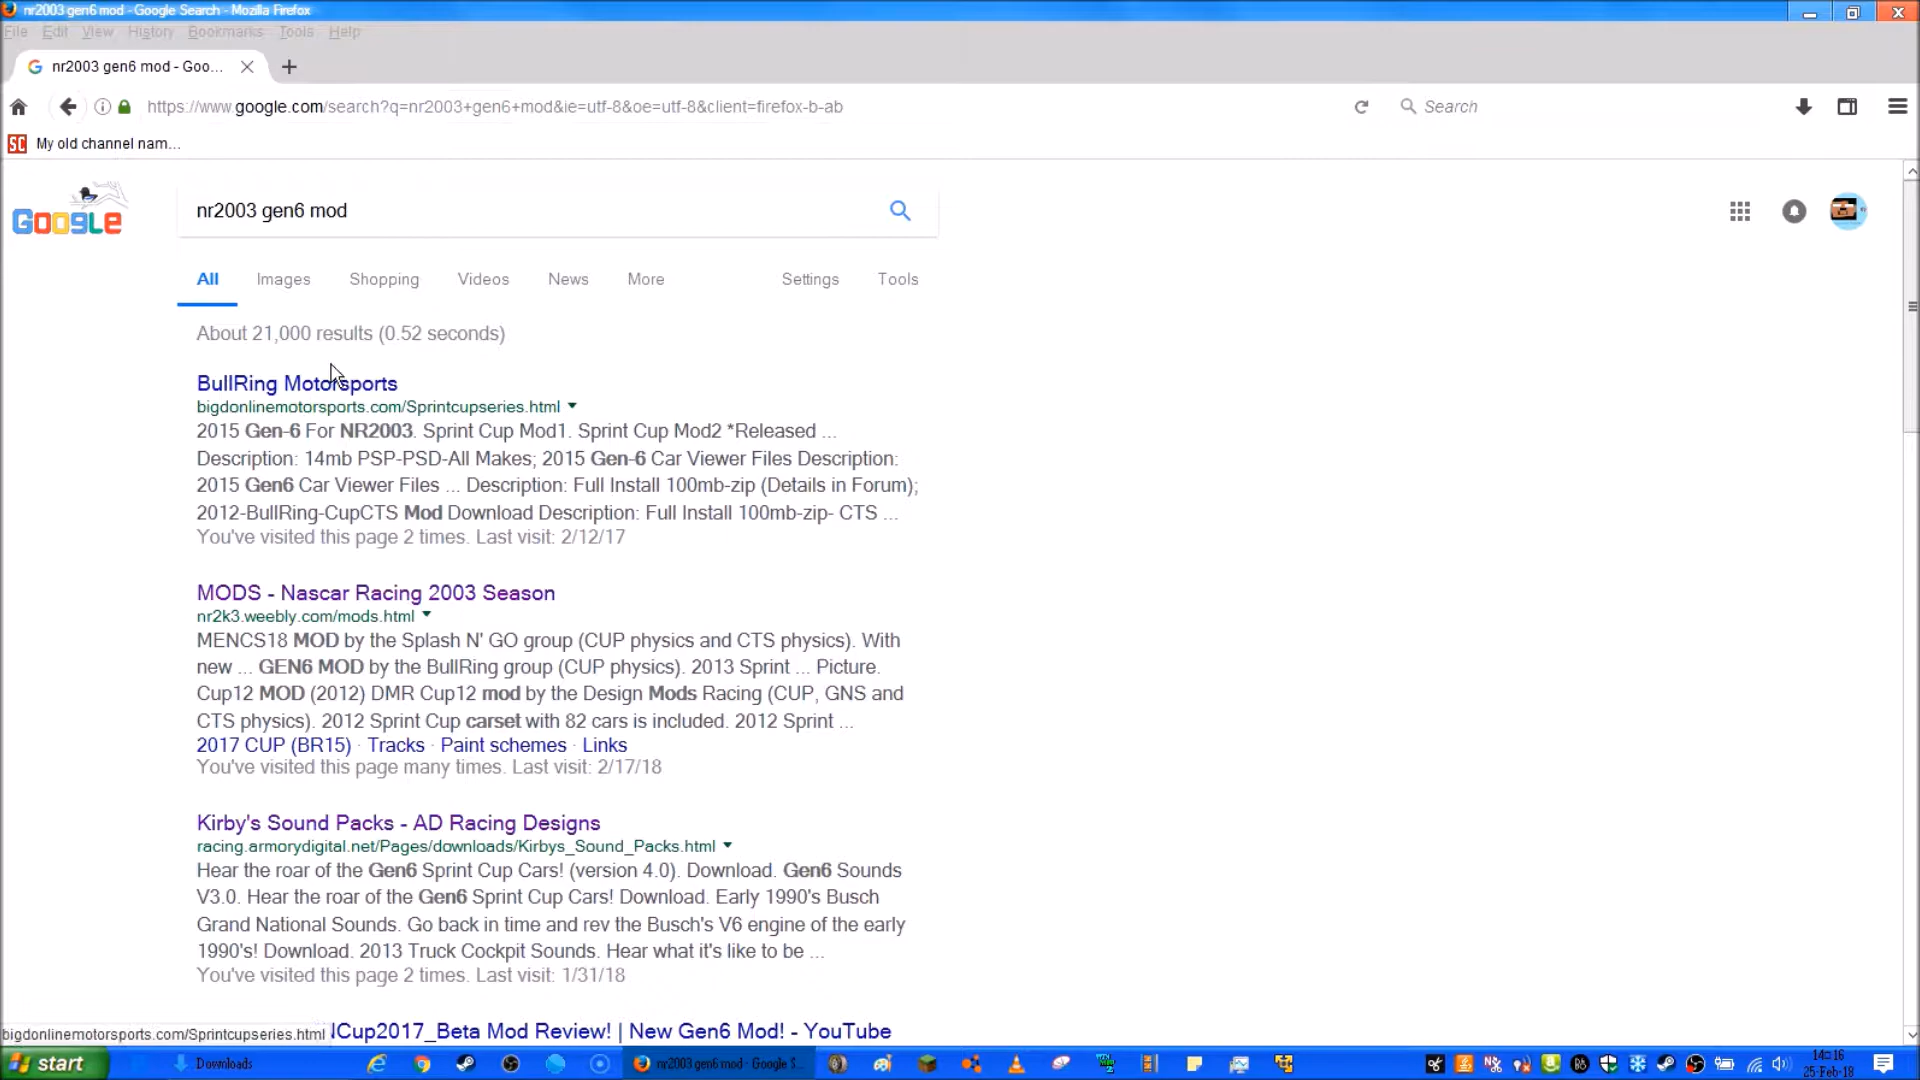 nr2003 gen6 mod - Google Search - Mozilla Firefox
File Edit View History Bookmarks Tools Help
nr2003 gen6 mod - Goo...
https://www.google.com/search?q=nr2003+gen6+mod&ie=utf-8&oe=utf-8&client=firefox-b-ab
Search
SC My old channel nam...
GOOGLE
nr2003 gen6 mod
All Images Shopping Videos News More Settings Tools
About 21,000 results (0.52 seconds)
BullRing Motorsports
bigdonlinemotorsports.com/Sprintcupseries.html
2015 Gen-6 For NR2003. Sprint Cup Mod1. Sprint Cup Mod2 *Released ...
Description: 14mb PSP-PSD-All Makes; 2015 Gen-6 Car Viewer Files Description:
2015 Gen6 Car Viewer Files ... Description: Full Install 100mb-zip (Details in Forum);
2012-BullRing-CupCTS Mod Download Description: Full Install 100mb-zip- CTS ...
You've visited this page 2 times. Last visit: 2/12/17
MODS - Nascar Racing 2003 Season
nr2k3.weebly.com/mods.html
MENCS18 MOD by the Splash N' GO group (CUP physics and CTS physics). With
new ... GEN6 MOD by the BullRing group (CUP physics). 2013 Sprint ... Picture.
Cup12 MOD (2012) DMR Cup12 mod by the Design Mods Racing (CUP, GNS and
CTS physics). 2012 Sprint Cup carset with 82 cars is included. 2012 Sprint ...
2017 CUP (BR15) · Tracks · Paint schemes · Links
You've visited this page many times. Last visit: 2/17/18
Kirby's Sound Packs - AD Racing Designs
racing.armorydigital.net/Pages/downloads/Kirbys_Sound_Packs.html
Hear the roar of the Gen6 Sprint Cup Cars! (version 4.0). Download. Gen6 Sounds
V3.0. Hear the roar of the Gen6 Sprint Cup Cars! Download. Early 1990's Busch
Grand National Sounds. Go back in time and rev the Busch's V6 engine of the early
1990's! Download. 2013 Truck Cockpit Sounds. Hear what it's like to be ...
You've visited this page 2 times. Last visit: 1/31/18
NCup2017_Beta Mod Review! | New Gen6 Mod! - YouTube
bigdonlinemotorsports.com/Sprintcupseries.html
start
Downloads
nr2003 gen6 mod - Google S...
14:16
25-Feb-18